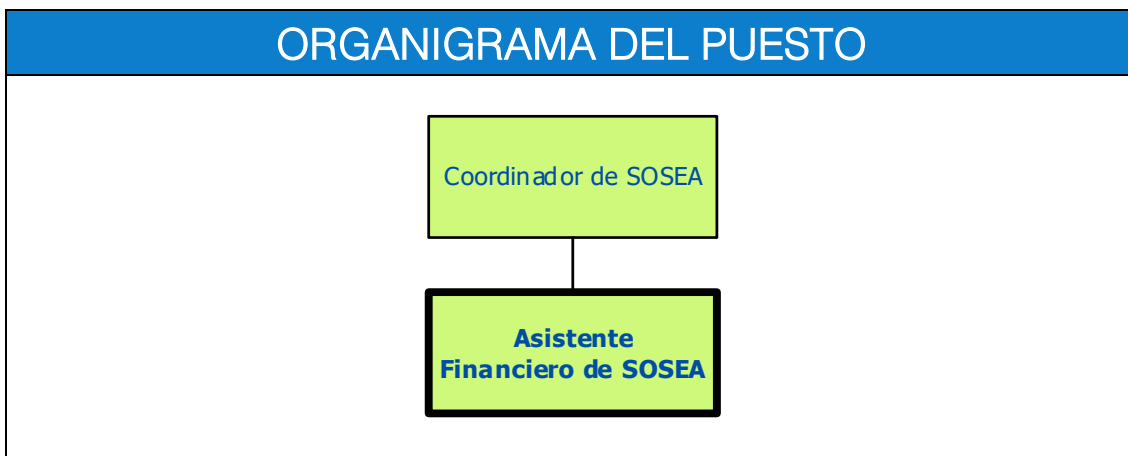 ORGANIGRAMA DEL PUESTO
Coordinador de SOSEA
Asistente
Financiero de SOSEA